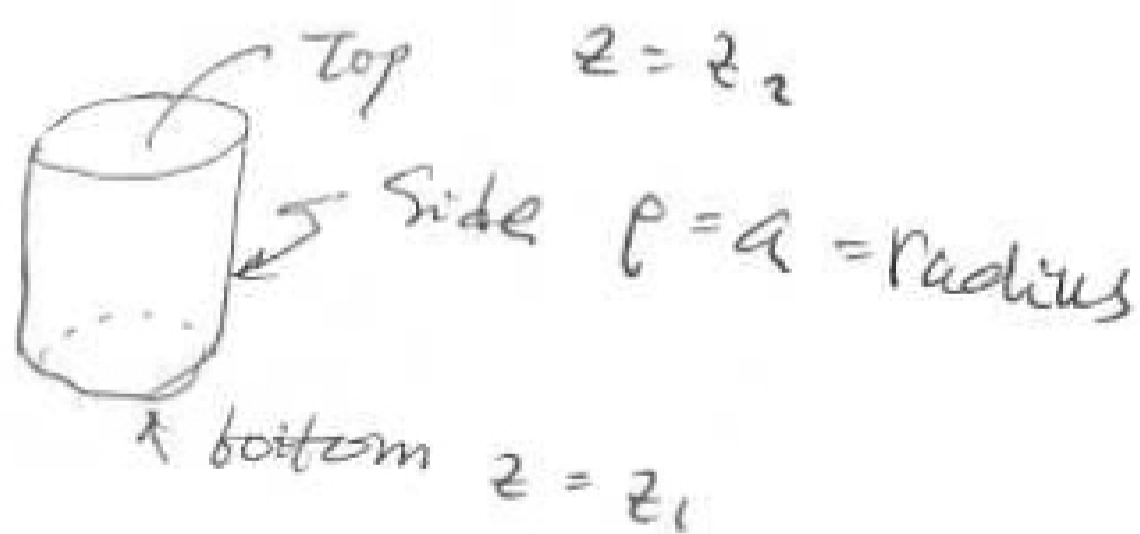 Top z = z₂
Side ρ = a = radius
bottom z = z₁